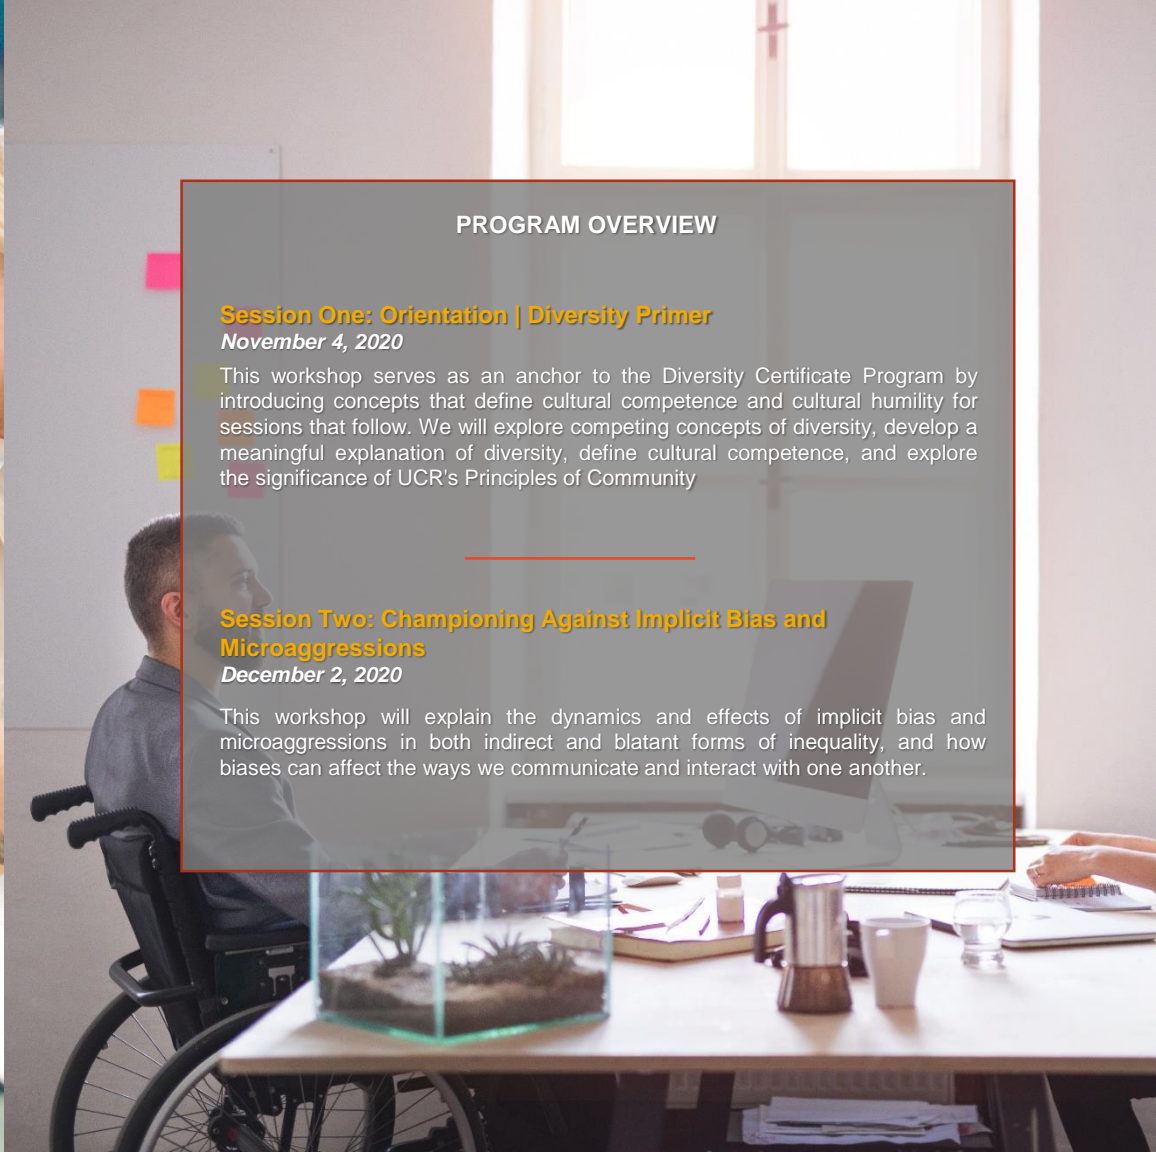 PROGRAM OVERVIEW
Session One: Orientation | Diversity Primer
November 4, 2020
This workshop serves as an anchor to the Diversity Certificate Program by
introducing concepts that define cultural competence and cultural humility for
sessions that follow. We will explore competing concepts of diversity, develop a
meaningful explanation of diversity, define cultural competence, and explore
the significance of UCR's Principles of Community
Session Two: Championing Against Implicit Bias and
Microaggressions
December 2, 2020
This workshop will explain the dynamics and effects of implicit bias and
microaggressions in both indirect and blatant forms of inequality, and how
biases can affect the ways we communicate and interact with one another.